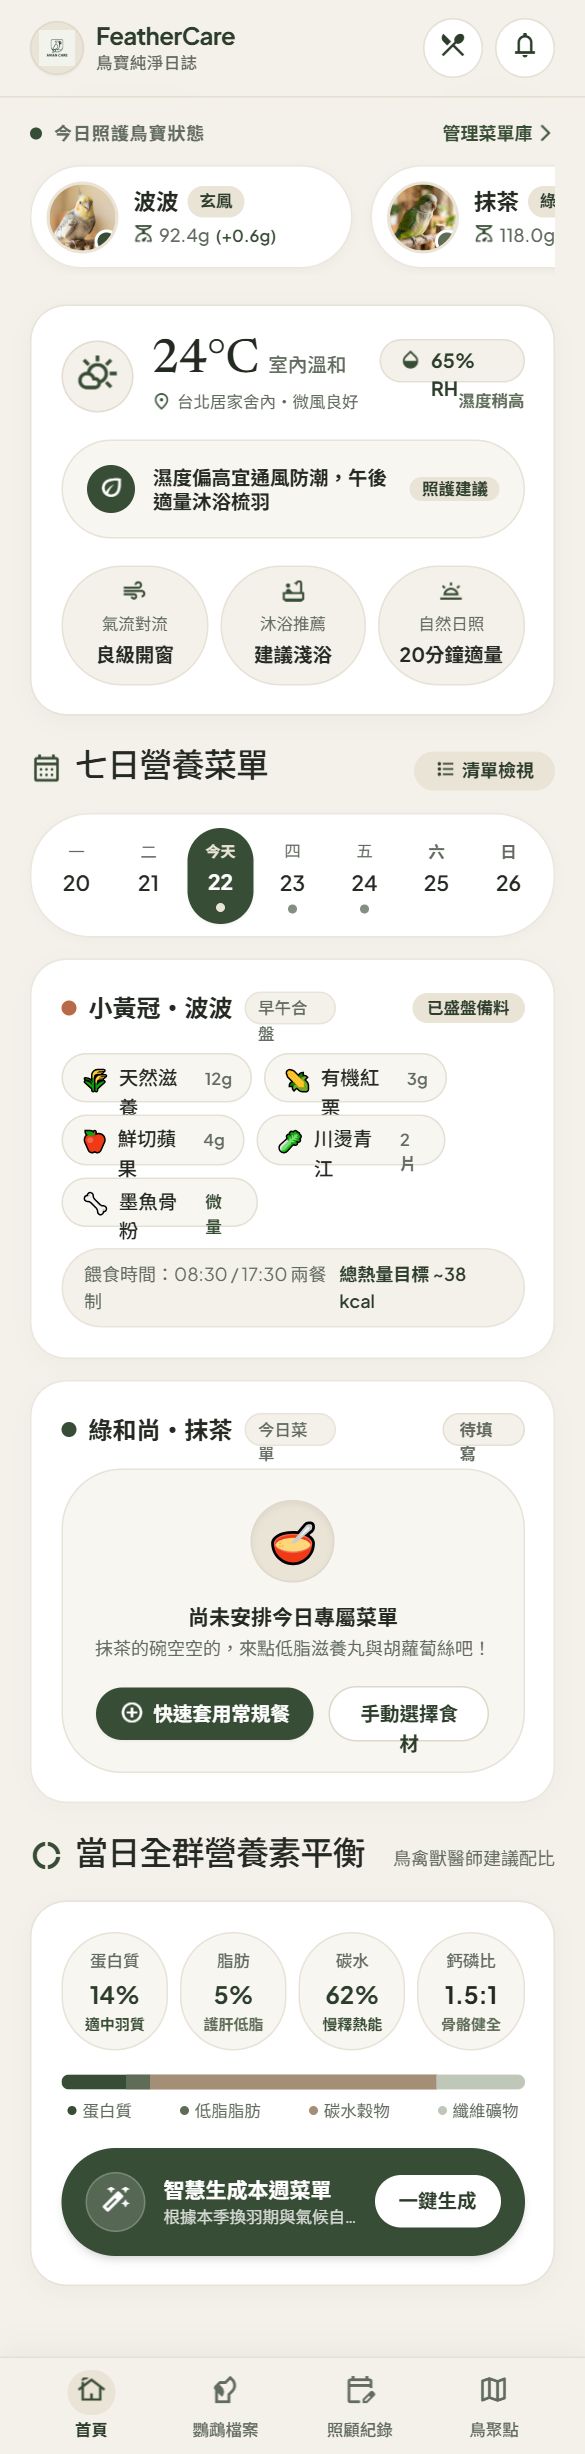 FeatherCare
鳥寶純淨日誌
今日照護鳥寶狀態
管理菜單庫
波波 玄鳳
92.4g (+0.6g)
抹茶
118.0g
24°C 室內溫和
台北居家舍內・微風良好
65%
RH
濕度稍高
濕度偏高宜通風防潮，午後
適量沐浴梳羽
照護建議
氣流對流
良級開窗
沐浴推薦
建議淺浴
自然日照
20分鐘適量
七日營養菜單
清單檢視
一 二 今天 四 五 六 日
20 21 22 23 24 25 26
小黃冠・波波
早午合
盤
已盛盤備料
天然滋
養
12g
有機紅
栗
3g
鮮切蘋
果
4g
川燙青
江
2
片
墨魚骨
粉
微
量
餵食時間：08:30 / 17:30 兩餐
制
總熱量目標 ~38
kcal
綠和尚・抹茶
今日菜
單
待填
寫
尚未安排今日專屬菜單
抹茶的碗空空的，來點低脂滋養丸與胡蘿蔔絲吧！
快速套用常規餐
手動選擇食
材
當日全群營養素平衡
鳥禽獸醫師建議配比
蛋白質
14%
適中羽質
脂肪
5%
護肝低脂
碳水
62%
慢釋熱能
鈣磷比
1.5:1
骨骼健全
蛋白質
低脂脂肪
碳水穀物
纖維礦物
智慧生成本週菜單
根據本季換羽期與氣候自...
一鍵生成
首頁
鸚鵡檔案
照顧紀錄
鳥聚點